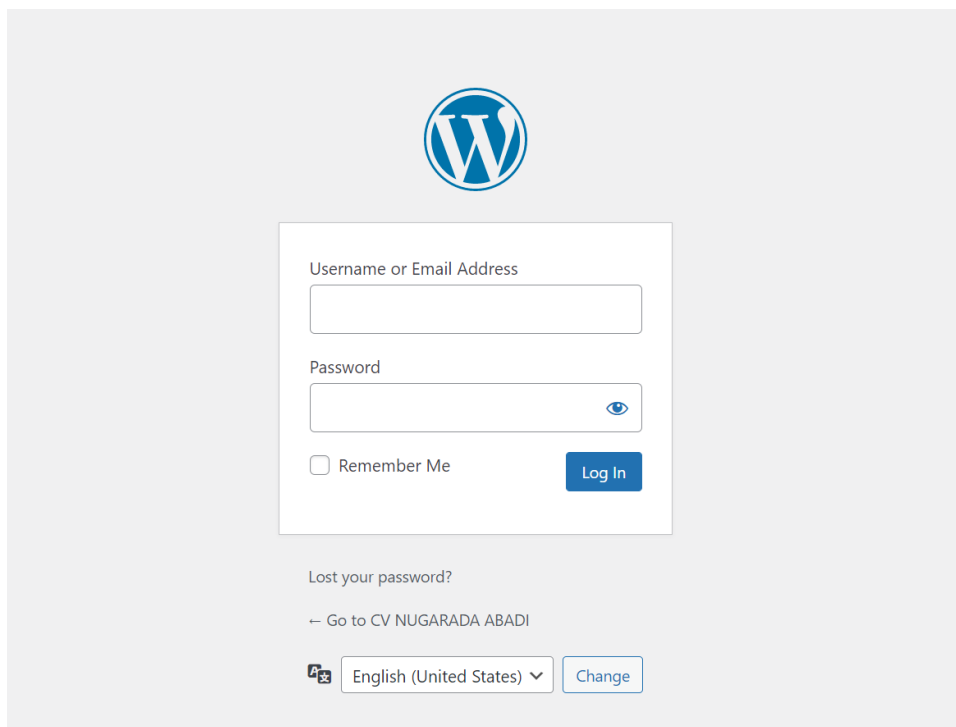 Username or Email Address
Password
Remember Me
Log In
Lost your password?
← Go to CV NUGARADA ABADI
English (United States)
Change